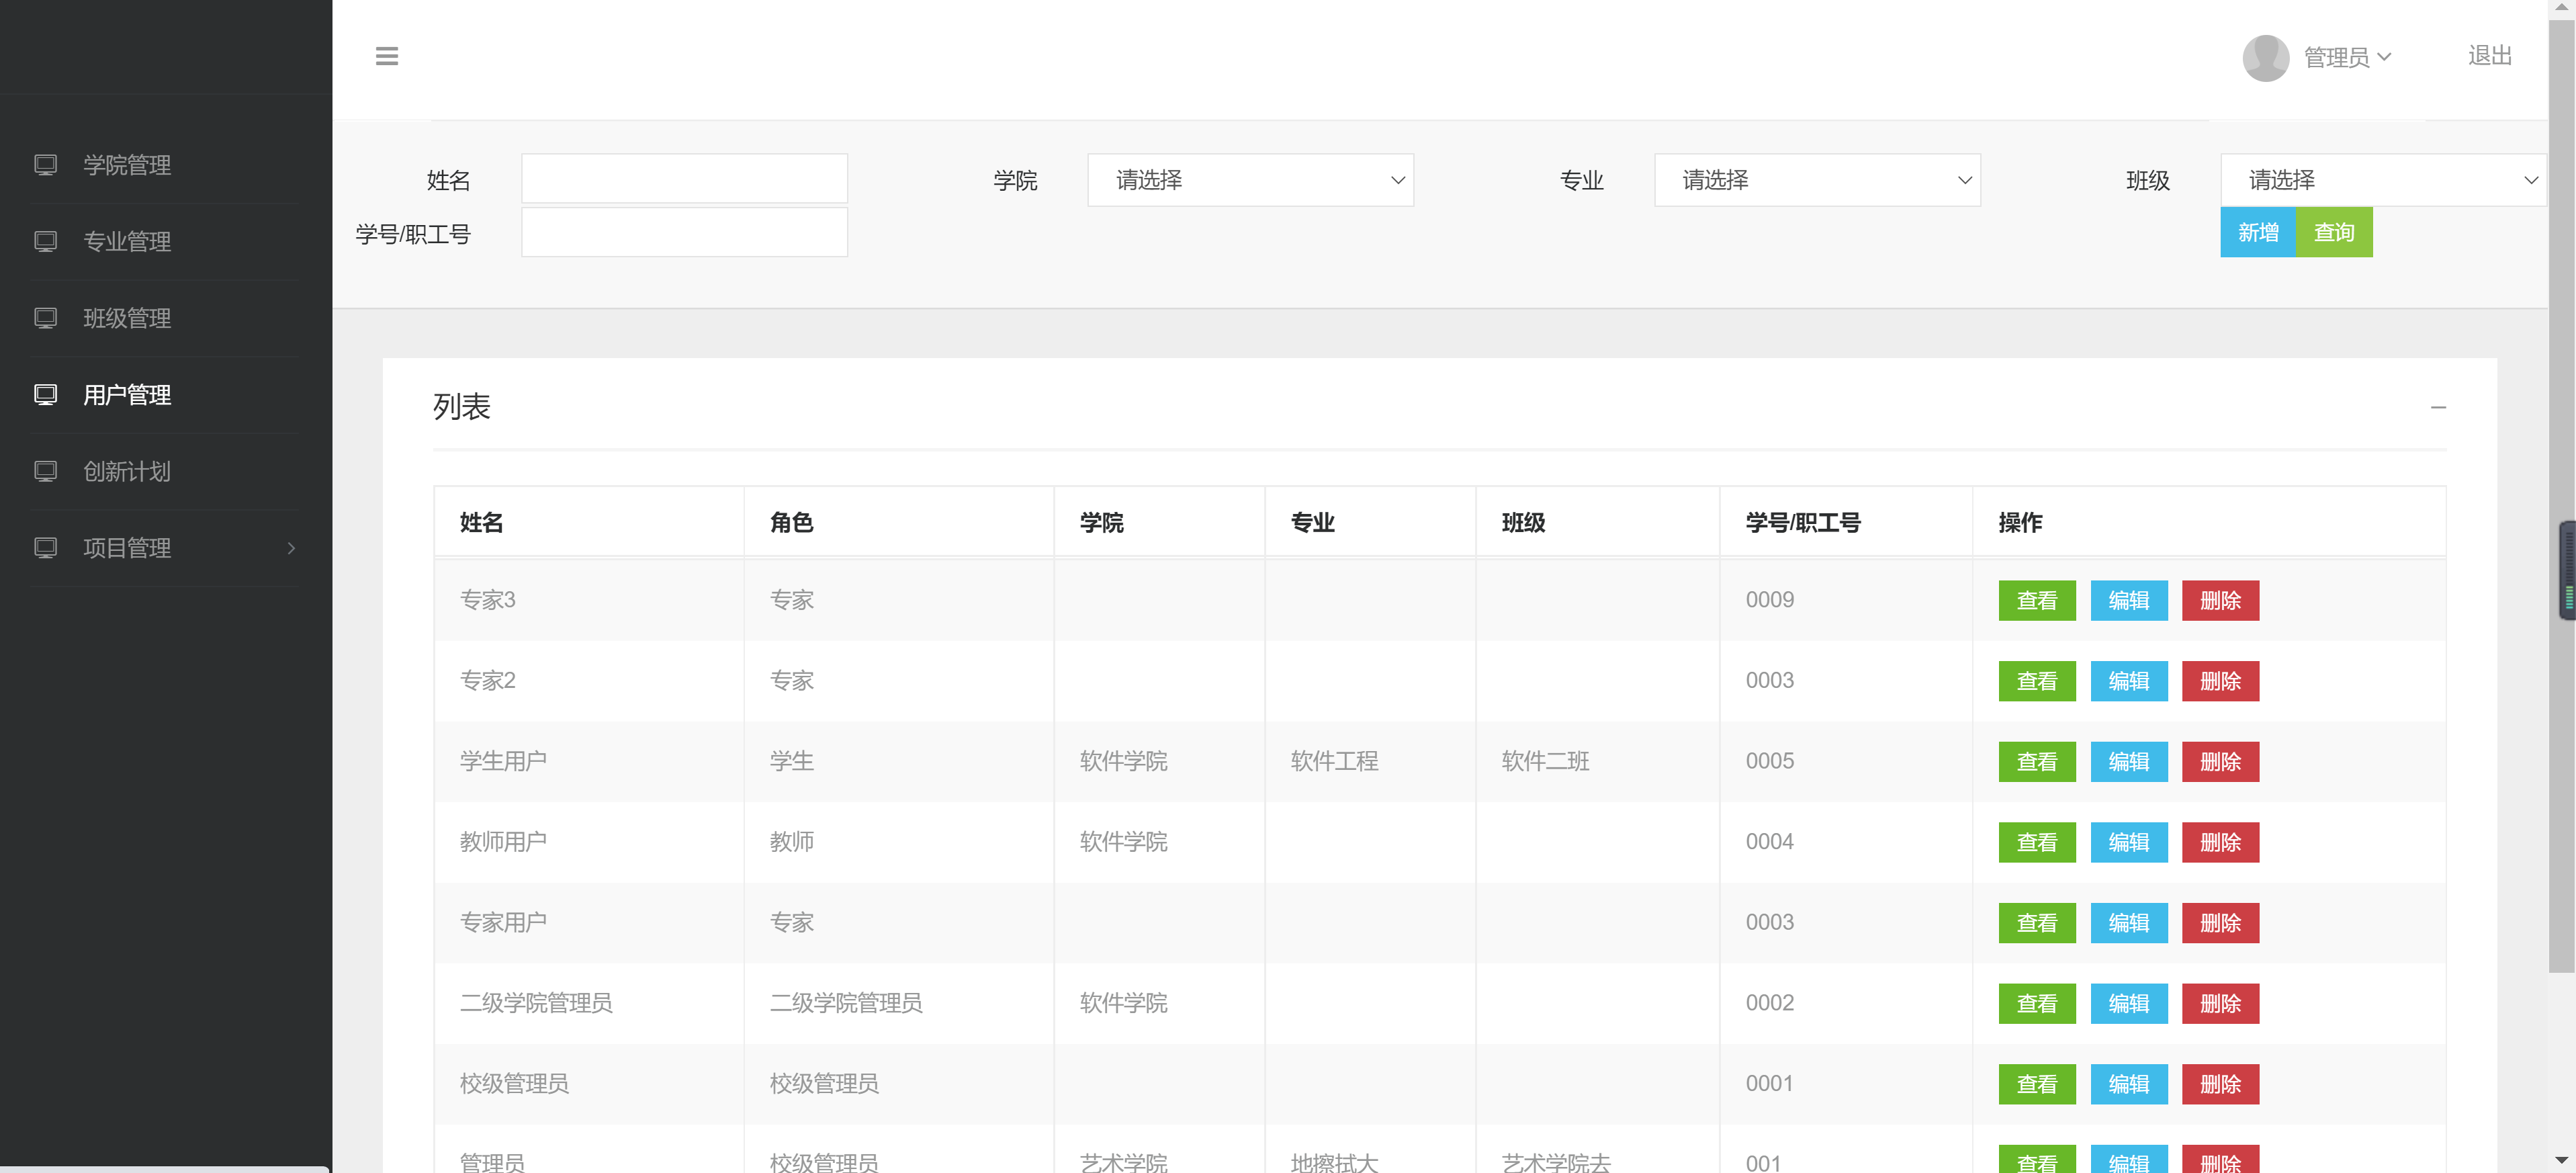 管理员
退出
学院管理
专业管理
班级管理
用户管理
创新计划
项目管理
姓名 学院 请选择 专业 请选择 班级 请选择
学号/职工号 新增 查询
列表
姓名 角色 学院 专业 班级 学号/职工号 操作
专家3 专家 0009 查看 编辑 删除
专家2 专家 0003 查看 编辑 删除
学生用户 学生 软件学院 软件工程 软件二班 0005 查看 编辑 删除
教师用户 教师 软件学院 0004 查看 编辑 删除
专家用户 专家 0003 查看 编辑 删除
二级学院管理员 二级学院管理员 软件学院 0002 查看 编辑 删除
校级管理员 校级管理员 0001 查看 编辑 删除
管理员 校级管理员 艺术学院 地擦拭大 艺术学院去 001 查看 编辑 删除